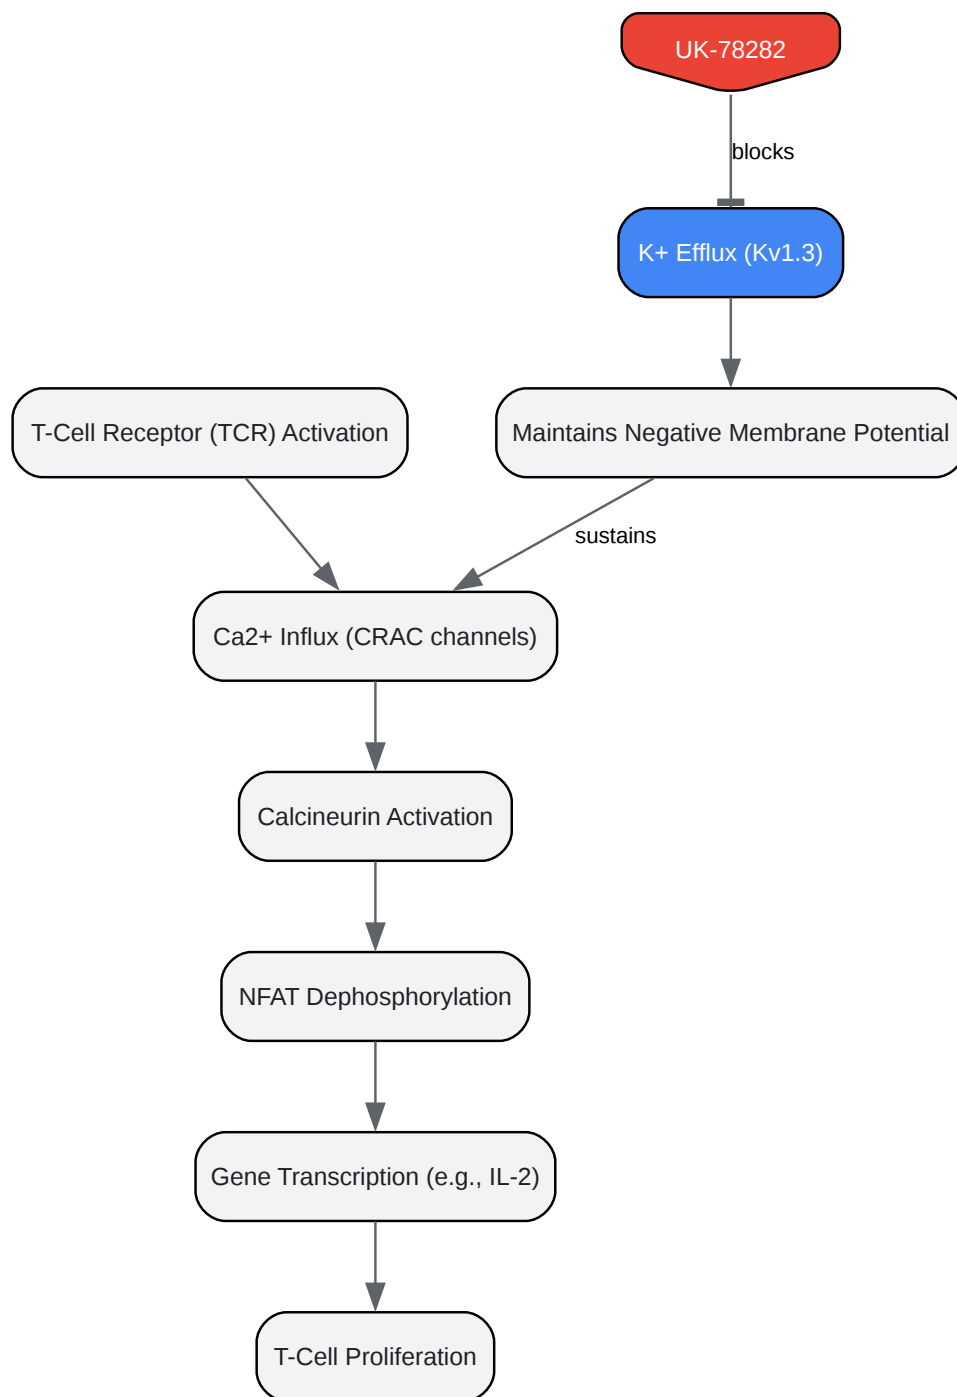 UK-78282
blocks
K+ Efflux (Kv1.3)
T-Cell Receptor (TCR) Activation
Maintains Negative Membrane Potential
sustains
Ca2+ Influx (CRAC channels)
Calcineurin Activation
NFAT Dephosphorylation
Gene Transcription (e.g., IL-2)
T-Cell Proliferation